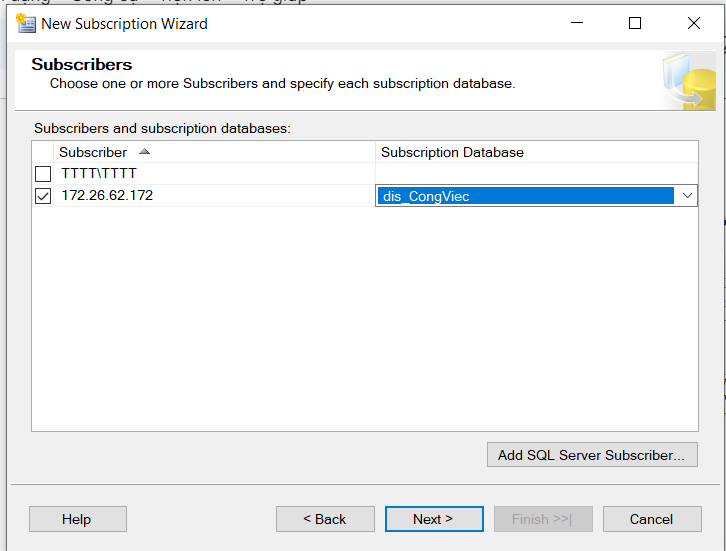 New Subscription Wizard
Subscribers
Choose one or more Subscribers and specify each subscription database.
Subscribers and subscription databases:
Subscriber Subscription Database
TTTT\TTTT
172.26.62.172 dis_CongViec
Add SQL Server Subscriber...
Help < Back Next > Finish >>| Cancel